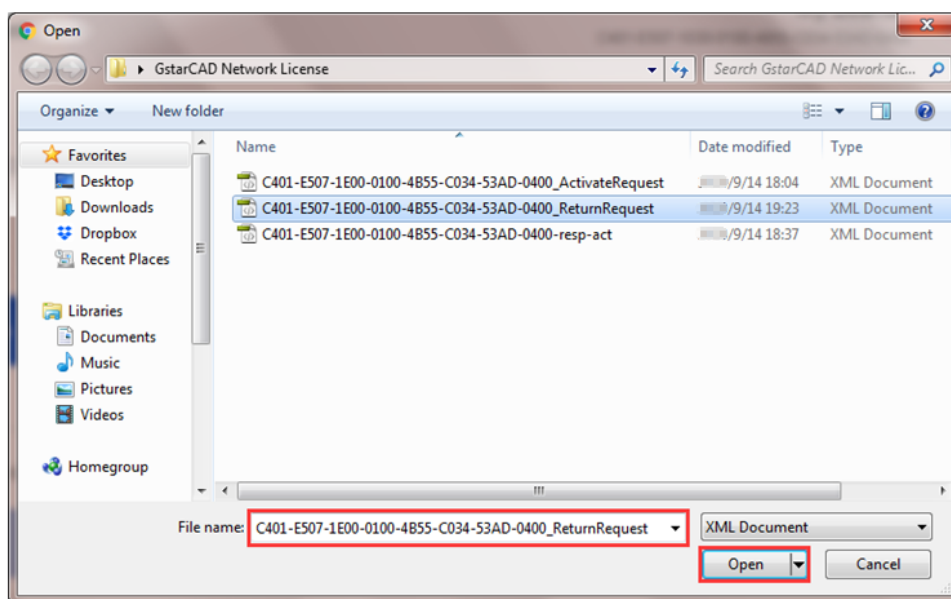 Open
GstarCAD Network License
Search GstarCAD Network Lic...
Organize
New folder
Name
Date modified
Type
Favorites
Desktop
Downloads
Dropbox
Recent Places
Libraries
Documents
Music
Pictures
Videos
Homegroup
C401-E507-1E00-0100-4B55-C034-53AD-0400_ActivateRequest /9/14 18:04 XML Document
C401-E507-1E00-0100-4B55-C034-53AD-0400_ReturnRequest /9/14 19:23 XML Document
C401-E507-1E00-0100-4B55-C034-53AD-0400-resp-act /9/14 18:37 XML Document
File name: C401-E507-1E00-0100-4B55-C034-53AD-0400_ReturnRequest
XML Document
Open
Cancel